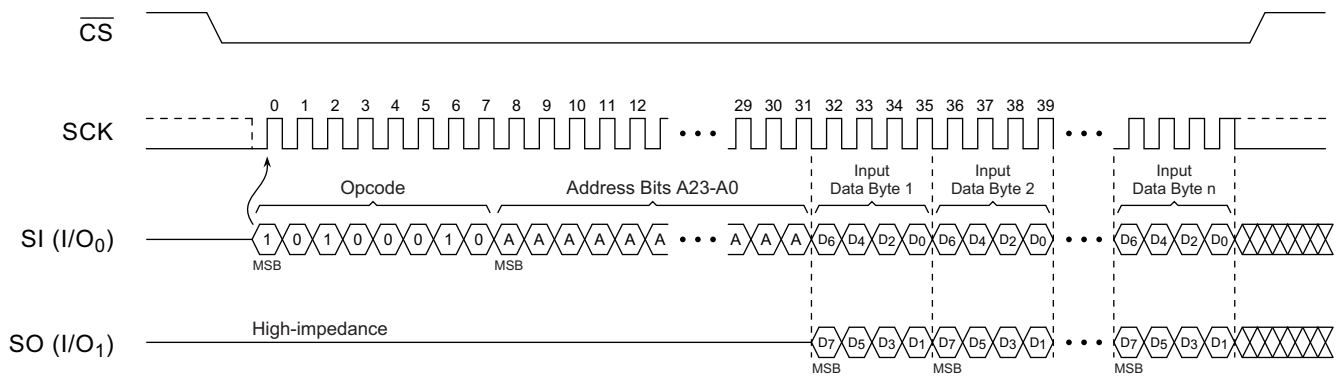 CS
0 1 2 3 4 5 6 7 8 9 10 11 12 29 30 31 32 33 34 35 36 37 38 39
SCK
Opcode Address Bits A23-A0 Input Data Byte 1 Input Data Byte 2 Input Data Byte n
SI (I/O0) 1 0 1 0 0 0 1 0 A A A A A A A A A D6 D4 D2 D0 D6 D4 D2 D0 D6 D4 D2 D0
MSB MSB
High-impedance
SO (I/O1) D7 D5 D3 D1 D7 D5 D3 D1 D7 D5 D3 D1
MSB MSB MSB